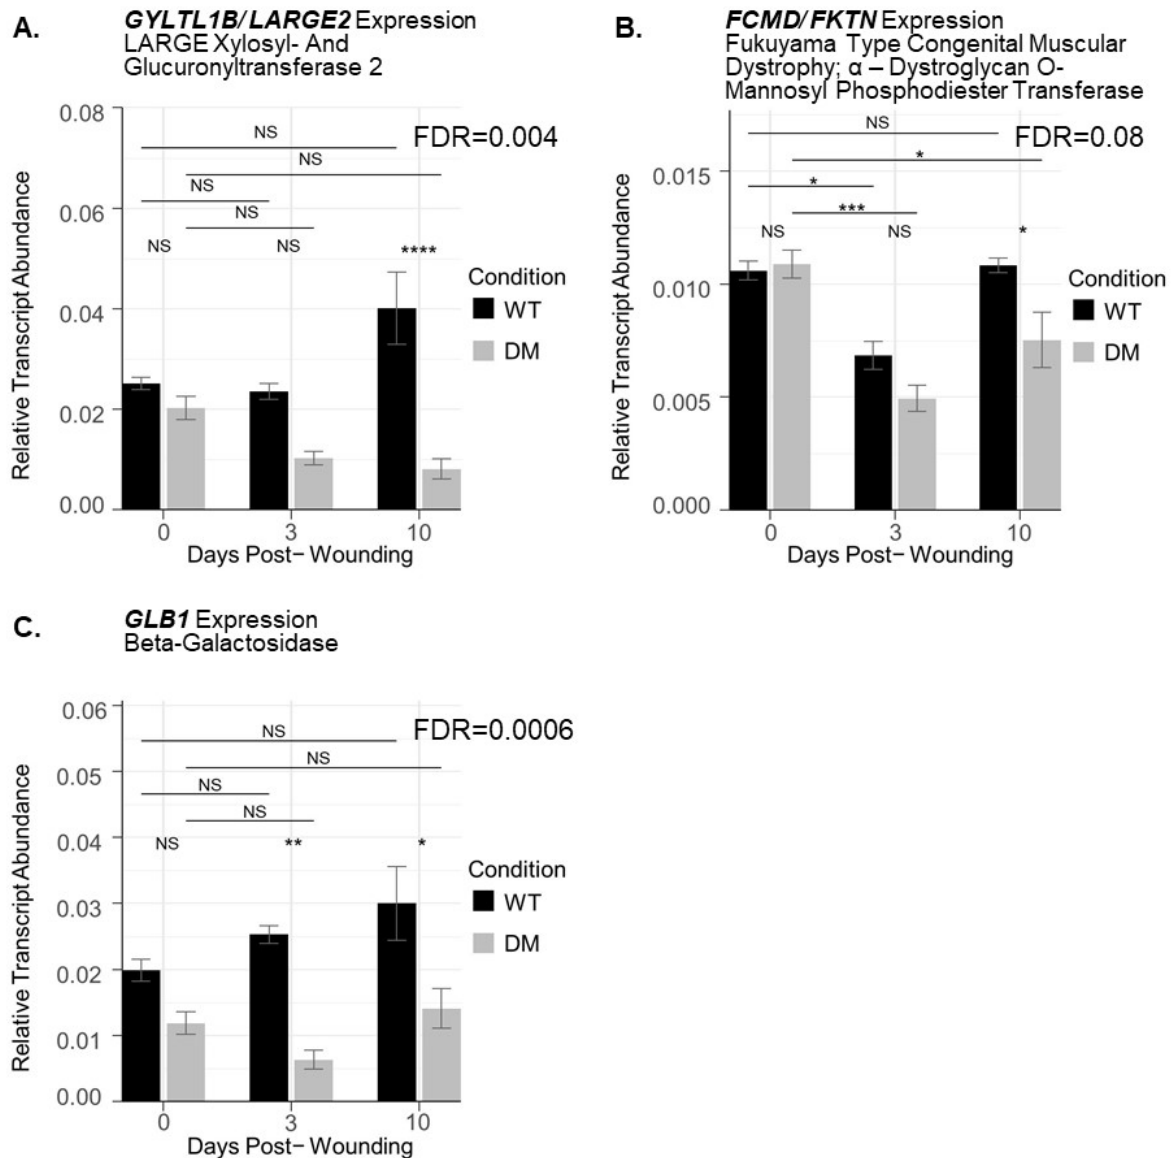 A.
GYLTL1B/LARGE2 Expression
LARGE Xylosyl- And
Glucuronyltransferase 2
0.08
0.06
0.04
0.02
0.00
Relative Transcript Abundance
NS
FDR=0.004
NS
NS
NS
NS
NS
****
Condition
WT
DM
0
3
10
Days Post– Wounding
B.
FCMD/FKTN Expression
Fukuyama Type Congenital Muscular
Dystrophy; α – Dystroglycan O-
Mannosyl Phosphodiester Transferase
0.015
0.010
0.005
0.000
Relative Transcript Abundance
NS
FDR=0.08
*
*
***
NS
NS
*
Condition
WT
DM
0
3
10
Days Post– Wounding
C.
GLB1 Expression
Beta-Galactosidase
0.06
0.05
0.04
0.03
0.02
0.01
0.00
Relative Transcript Abundance
NS
FDR=0.0006
NS
NS
NS
NS
**
*
Condition
WT
DM
0
3
10
Days Post– Wounding